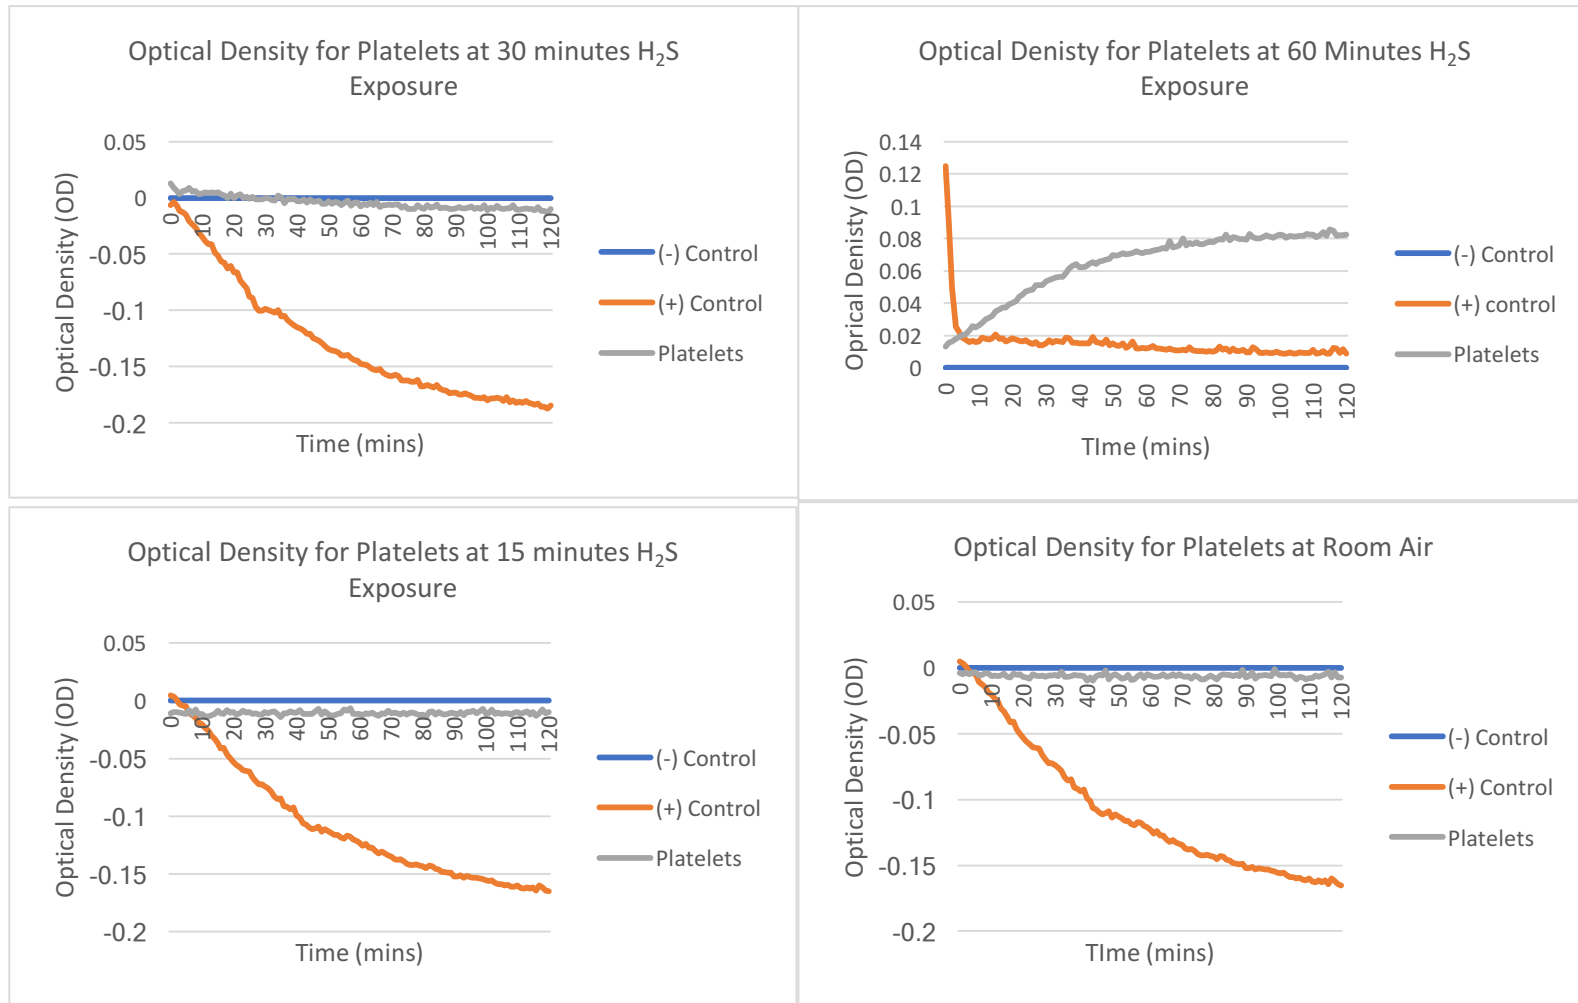 Optical Density for Platelets at 30 minutes H₂S
Exposure
0.05
0
-0.05
-0.1
-0.15
-0.2
0 10 20 30 40 50 60 70 80 90 100 110 120
Optical Density (OD)
Time (mins)
(-) Control
(+) Control
Platelets
Optical Denisty for Platelets at 60 Minutes H₂S
Exposure
0.14
0.12
0.1
0.08
0.06
0.04
0.02
0
0 10 20 30 40 50 60 70 80 90 100 110 120
Oprical Denisty (OD)
TIme (mins)
(-) Control
(+) control
Platelets
Optical Density for Platelets at 15 minutes H₂S
Exposure
0.05
0
-0.05
-0.1
-0.15
-0.2
0 10 20 30 40 50 60 70 80 90 100 110 120
Optical Density (OD)
Time (mins)
(-) Control
(+) Control
Platelets
Optical Density for Platelets at Room Air
0.05
0
-0.05
-0.1
-0.15
-0.2
0 10 20 30 40 50 60 70 80 90 100 110 120
Optical Density (OD)
TIme (mins)
(-) Control
(+) Control
Platelets